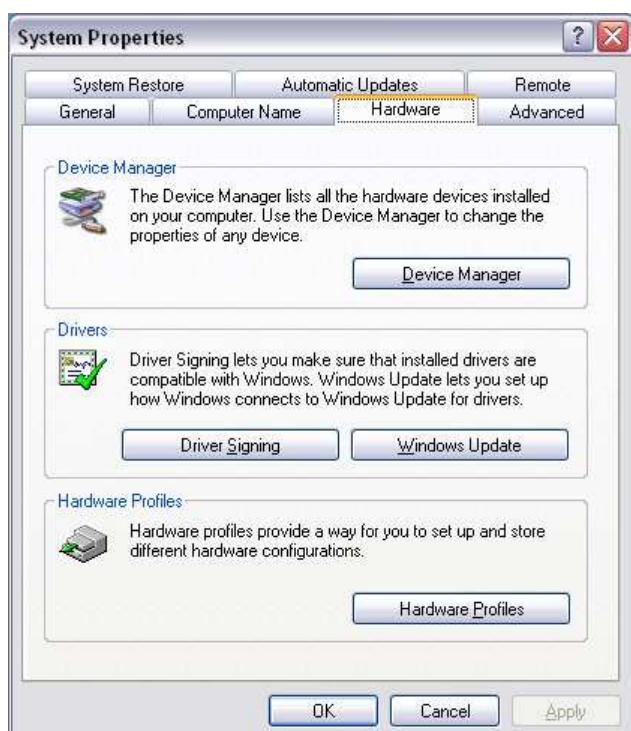 System Properties
System Restore Automatic Updates Remote
General Computer Name Hardware Advanced
Device Manager
The Device Manager lists all the hardware devices installed
on your computer. Use the Device Manager to change the
properties of any device.
Device Manager
Drivers
Driver Signing lets you make sure that installed drivers are
compatible with Windows. Windows Update lets you set up
how Windows connects to Windows Update for drivers.
Driver Signing Windows Update
Hardware Profiles
Hardware profiles provide a way for you to set up and store
different hardware configurations.
Hardware Profiles
OK Cancel Apply